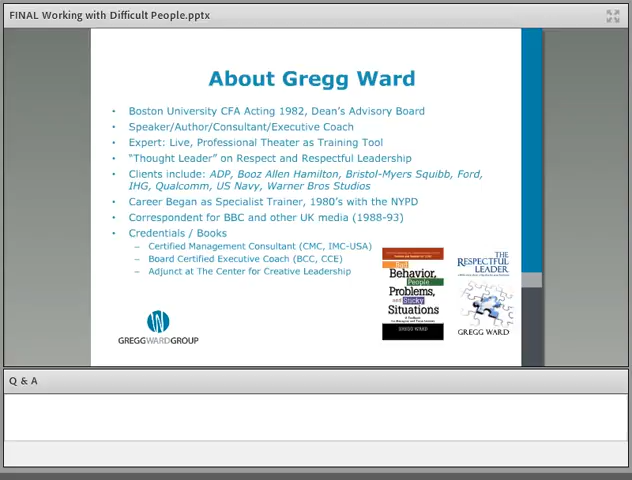 FINAL Working with Difficult People.pptx
About Gregg Ward
• Boston University CFA Acting 1982, Dean's Advisory Board
• Speaker/Author/Consultant/Executive Coach
• Expert: Live, Professional Theater as Training Tool
• "Thought Leader" on Respect and Respectful Leadership
• Clients include: ADP, Booz Allen Hamilton, Bristol-Myers Squibb, Ford,
IHG, Qualcomm, US Navy, Warner Bros Studios
• Career Began as Specialist Trainer, 1980's with the NYPD
• Correspondent for BBC and other UK media (1988-93)
• Credentials / Books
– Certified Management Consultant (CMC, IMC-USA)
– Board Certified Executive Coach (BCC, CCE)
– Adjunct at The Center for Creative Leadership
Bad
Behavior,
People
Problems,
and Sticky
Situations
GREGG WARD
THE
RESPECTFUL
LEADER
GREGG WARD
GREGGWARDGROUP
Q & A